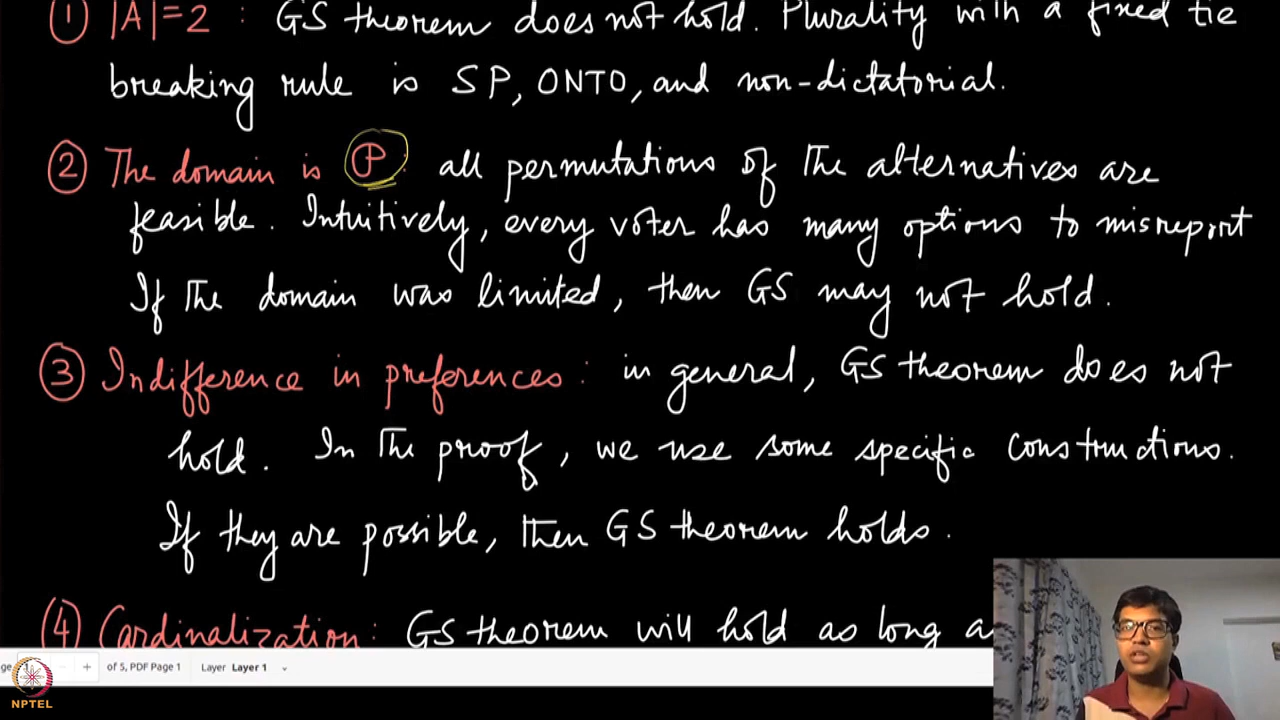 ① |A|=2 : GS theorem does not hold. Plurality with a fixed tie
breaking rule is SP, ONTO, and non-dictatorial.
② The domain is P : all permutations of the alternatives are
feasible. Intuitively, every voter has many options to misreport
If the domain was limited, then GS may not hold.
③ Indifference in preferences : in general, GS theorem does not
hold. In the proof, we use some specific constructions.
If they are possible, then GS theorem holds.
④ Cardinalization : GS theorem will hold as long a
of 5, PDF Page 1 Layer Layer 1
NPTEL